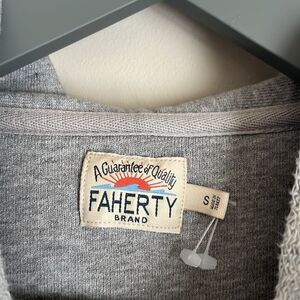 A Guarantee of Quality
FAHERTY
BRAND
S